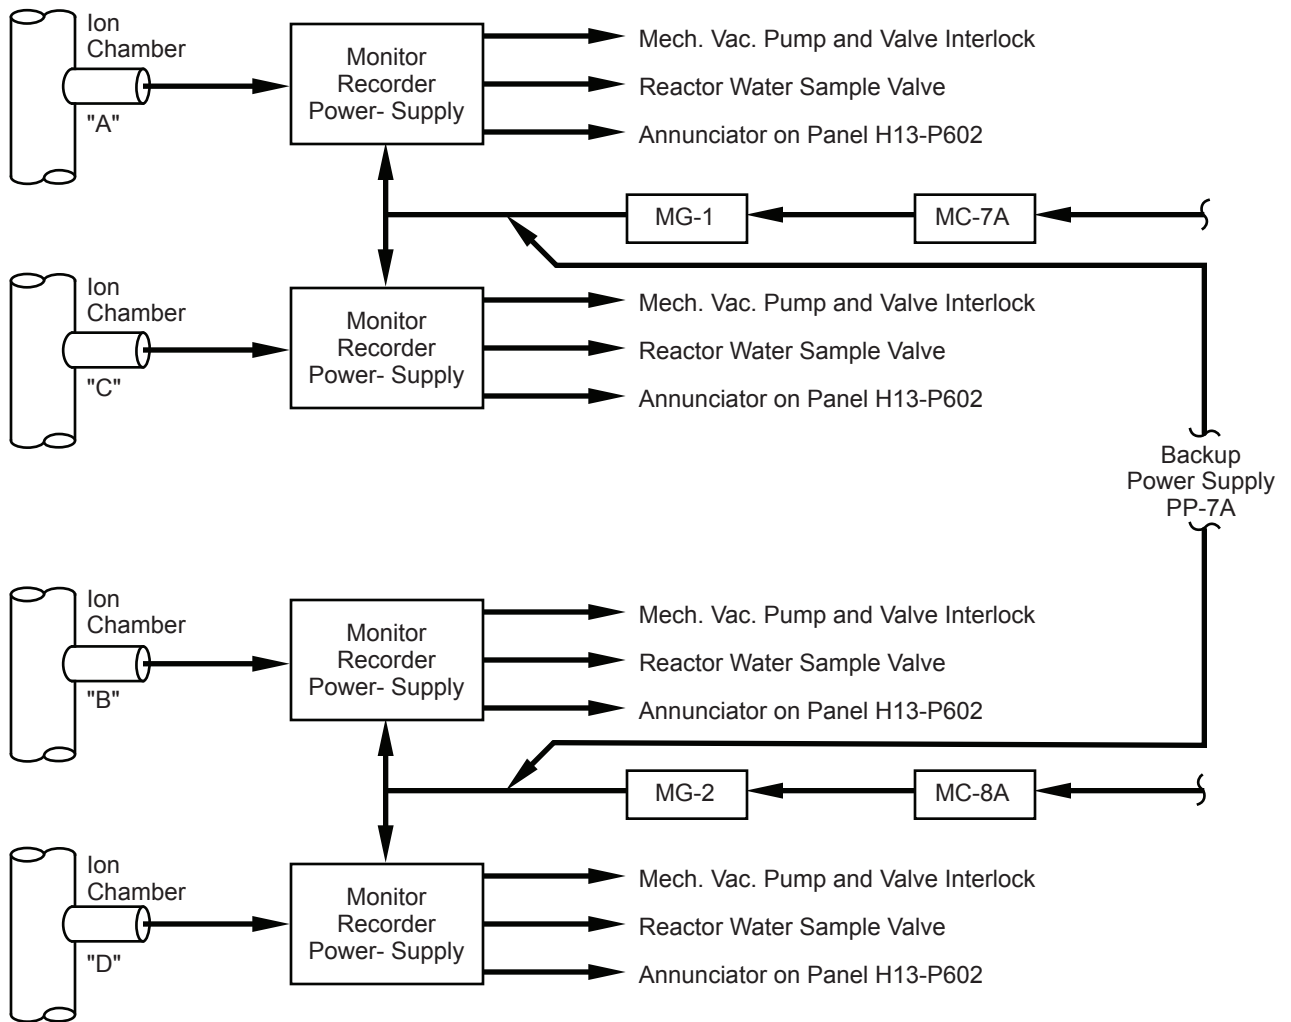 Ion
Chamber
"A"
Monitor
Recorder
Power- Supply
Mech. Vac. Pump and Valve Interlock
Reactor Water Sample Valve
Annunciator on Panel H13-P602
MG-1
MC-7A
Ion
Chamber
"C"
Monitor
Recorder
Power- Supply
Mech. Vac. Pump and Valve Interlock
Reactor Water Sample Valve
Annunciator on Panel H13-P602
Backup
Power Supply
PP-7A
Ion
Chamber
"B"
Monitor
Recorder
Power- Supply
Mech. Vac. Pump and Valve Interlock
Reactor Water Sample Valve
Annunciator on Panel H13-P602
MG-2
MC-8A
Ion
Chamber
"D"
Monitor
Recorder
Power- Supply
Mech. Vac. Pump and Valve Interlock
Reactor Water Sample Valve
Annunciator on Panel H13-P602